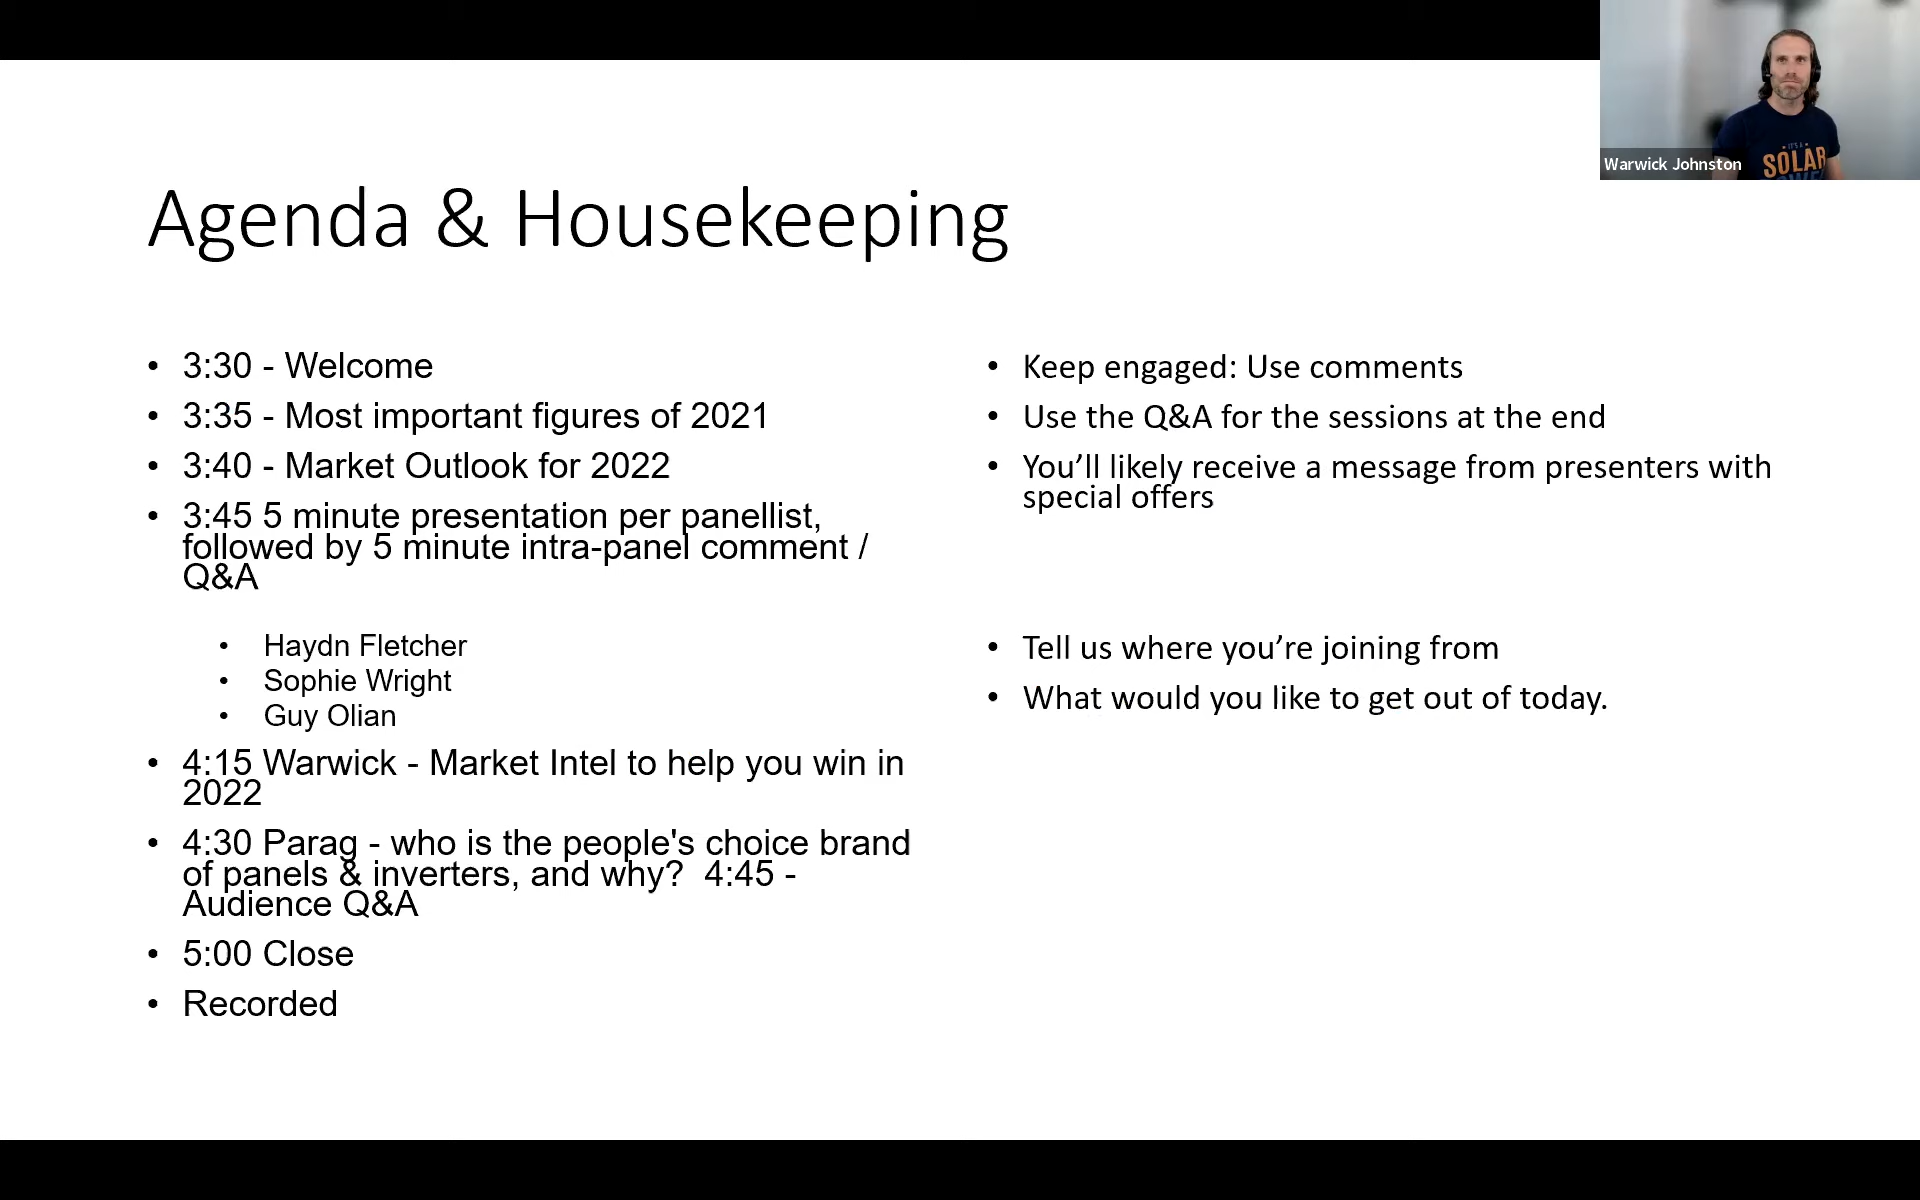 Warwick Johnston
IT'S A
SOLAR
Agenda & Housekeeping
• 3:30 - Welcome
• 3:35 - Most important figures of 2021
• 3:40 - Market Outlook for 2022
• 3:45 5 minute presentation per panellist,
followed by 5 minute intra-panel comment /
Q&A
• Haydn Fletcher
• Sophie Wright
• Guy Olian
• 4:15 Warwick - Market Intel to help you win in
2022
• 4:30 Parag - who is the people's choice brand
of panels & inverters, and why?  4:45 -
Audience Q&A
• 5:00 Close
• Recorded
• Keep engaged: Use comments
• Use the Q&A for the sessions at the end
• You’ll likely receive a message from presenters with
special offers
• Tell us where you’re joining from
• What would you like to get out of today.